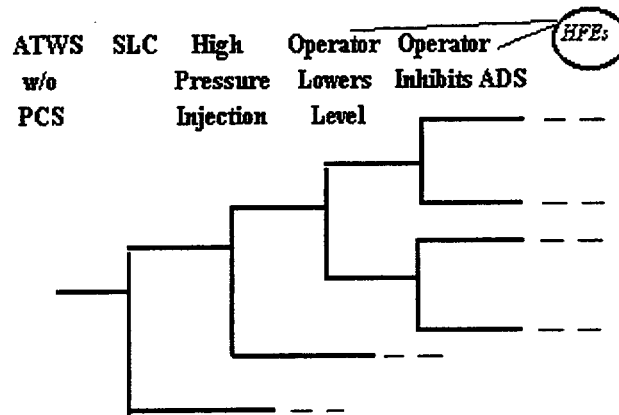 ATWS w/o PCS
SLC
High Pressure Injection
Operator Lowers Level
Operator Inhibits ADS
HFEs